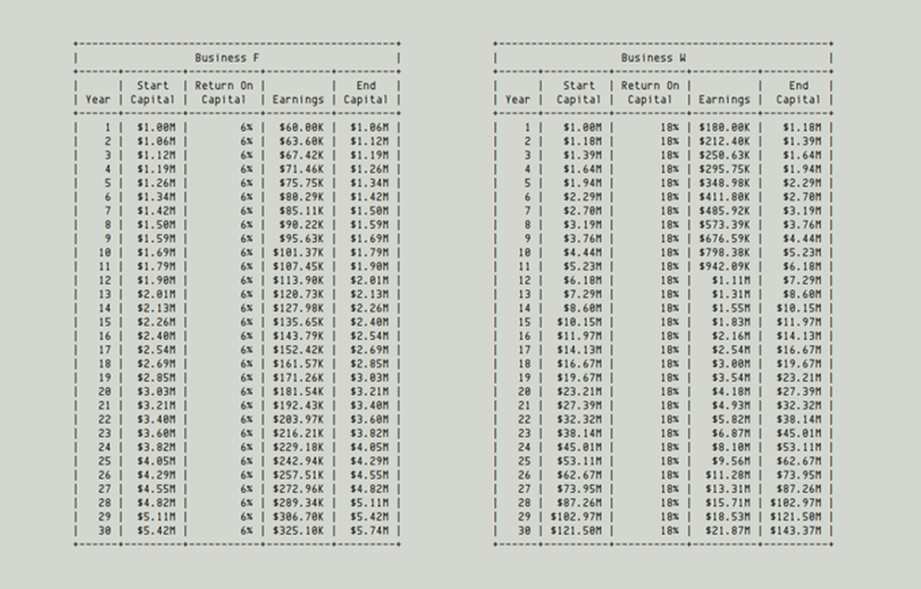 Business F
Start Return On End
Year Capital Capital Earnings Capital
1 $1.00M 6% $60.00K $1.06M
2 $1.06M 6% $63.60K $1.12M
3 $1.12M 6% $67.42K $1.19M
4 $1.19M 6% $71.46K $1.26M
5 $1.26M 6% $75.75K $1.34M
6 $1.34M 6% $80.29K $1.42M
7 $1.42M 6% $85.11K $1.50M
8 $1.50M 6% $90.22K $1.59M
9 $1.59M 6% $95.63K $1.69M
10 $1.69M 6% $101.37K $1.79M
11 $1.79M 6% $107.45K $1.90M
12 $1.90M 6% $113.90K $2.01M
13 $2.01M 6% $120.73K $2.13M
14 $2.13M 6% $127.98K $2.26M
15 $2.26M 6% $135.65K $2.40M
16 $2.40M 6% $143.79K $2.54M
17 $2.54M 6% $152.42K $2.69M
18 $2.69M 6% $161.57K $2.85M
19 $2.85M 6% $171.26K $3.03M
20 $3.03M 6% $181.54K $3.21M
21 $3.21M 6% $192.43K $3.40M
22 $3.40M 6% $203.97K $3.60M
23 $3.60M 6% $216.21K $3.82M
24 $3.82M 6% $229.18K $4.05M
25 $4.05M 6% $242.94K $4.29M
26 $4.29M 6% $257.51K $4.55M
27 $4.55M 6% $272.96K $4.82M
28 $4.82M 6% $289.34K $5.11M
29 $5.11M 6% $306.70K $5.42M
30 $5.42M 6% $325.10K $5.74M
Business W
Start Return On End
Year Capital Capital Earnings Capital
1 $1.00M 18% $180.00K $1.18M
2 $1.18M 18% $212.40K $1.39M
3 $1.39M 18% $250.63K $1.64M
4 $1.64M 18% $295.75K $1.94M
5 $1.94M 18% $348.98K $2.29M
6 $2.29M 18% $411.80K $2.70M
7 $2.70M 18% $485.92K $3.19M
8 $3.19M 18% $573.39K $3.76M
9 $3.76M 18% $676.59K $4.44M
10 $4.44M 18% $798.38K $5.23M
11 $5.23M 18% $942.09K $6.18M
12 $6.18M 18% $1.11M $7.29M
13 $7.29M 18% $1.31M $8.60M
14 $8.60M 18% $1.55M $10.15M
15 $10.15M 18% $1.83M $11.97M
16 $11.97M 18% $2.16M $14.13M
17 $14.13M 18% $2.54M $16.67M
18 $16.67M 18% $3.00M $19.67M
19 $19.67M 18% $3.54M $23.21M
20 $23.21M 18% $4.18M $27.39M
21 $27.39M 18% $4.93M $32.32M
22 $32.32M 18% $5.82M $38.14M
23 $38.14M 18% $6.87M $45.01M
24 $45.01M 18% $8.10M $53.11M
25 $53.11M 18% $9.56M $62.67M
26 $62.67M 18% $11.28M $73.95M
27 $73.95M 18% $13.31M $87.26M
28 $87.26M 18% $15.71M $102.97M
29 $102.97M 18% $18.53M $121.50M
30 $121.50M 18% $21.87M $143.37M